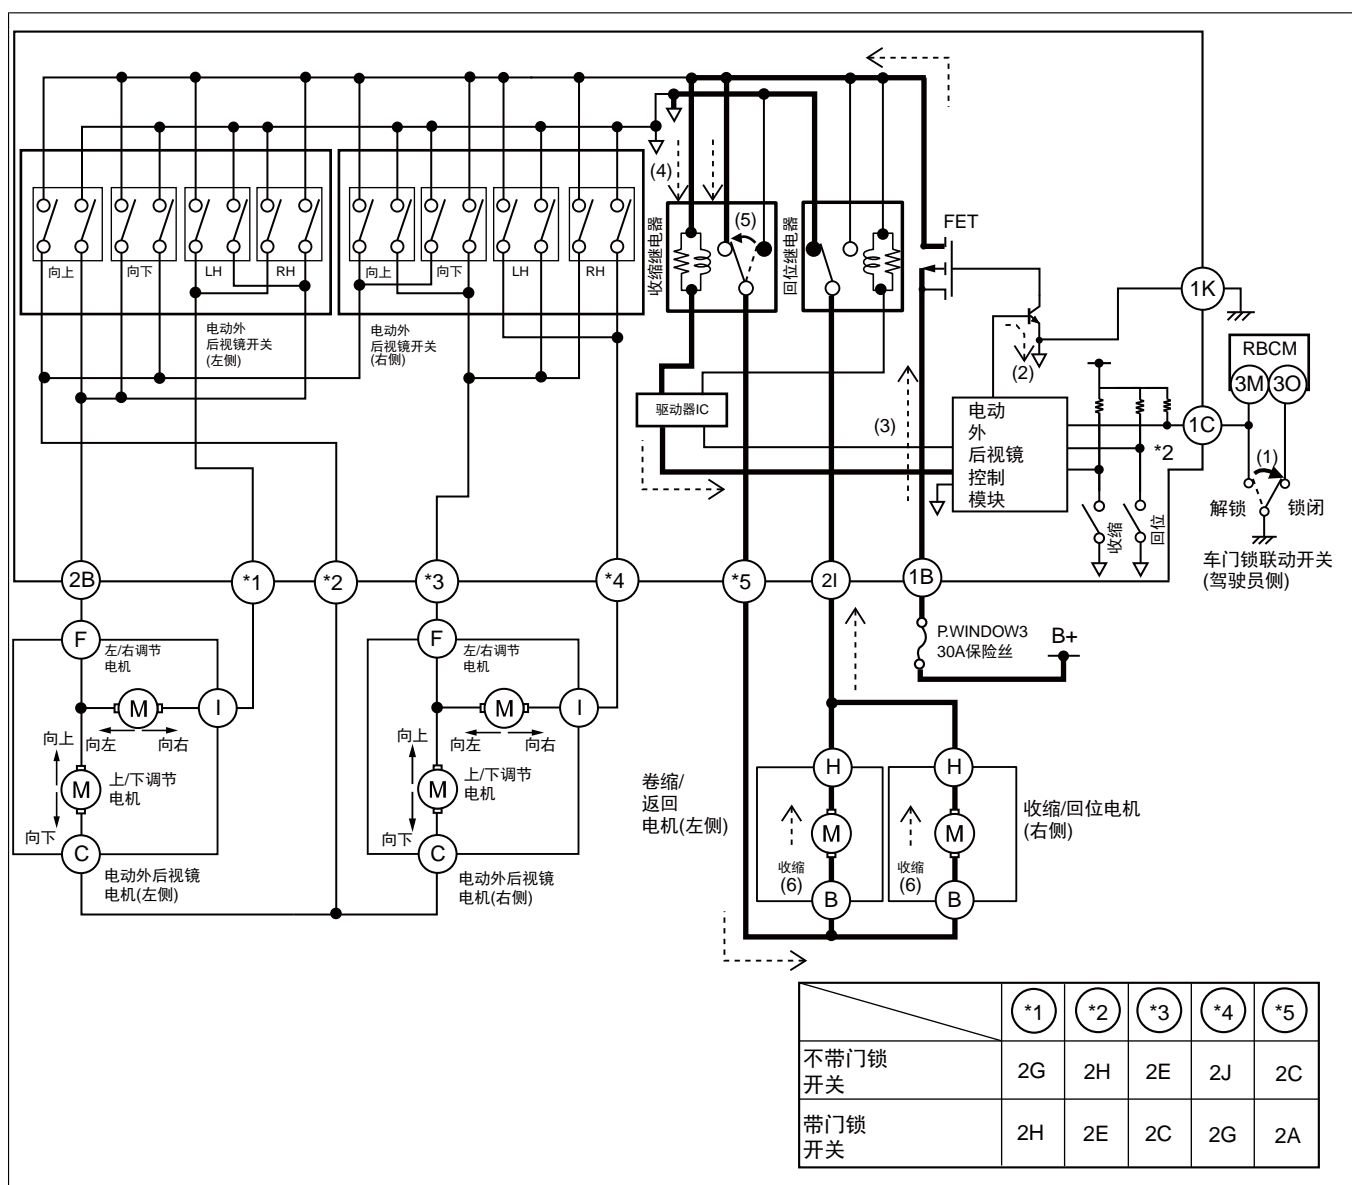 (4)
(5)
收缩继电器
回位继电器
FET
向上
向下
LH
RH
向上
向下
LH
RH
电动外
后视镜开关
(左侧)
电动外
后视镜开关
(右侧)
1K
(2)
RBCM
3M
3O
驱动器IC
(3)
电动
外
后视镜
控制
模块
*2
1C
(1)
解锁
锁闭
收缩
回位
车门锁联动开关
(驾驶员侧)
2B
*1
*2
*3
*4
*5
2I
1B
P.WINDOW3
30A保险丝
B+
F
左/右调节
电机
M
I
向上
向左
向右
上/下调节
电机
M
向下
C
电动外后视镜
电机(左侧)
F
左/右调节
电机
M
I
向上
向左
向右
上/下调节
电机
M
向下
C
电动外后视镜
电机(右侧)
卷缩/
返回
电机(左侧)
H
M
收缩
(6)
B
H
M
收缩
(6)
B
收缩/回位电机
(右侧)
*1 *2 *3 *4 *5
不带门锁
开关
2G 2H 2E 2J 2C
带门锁
开关
2H 2E 2C 2G 2A